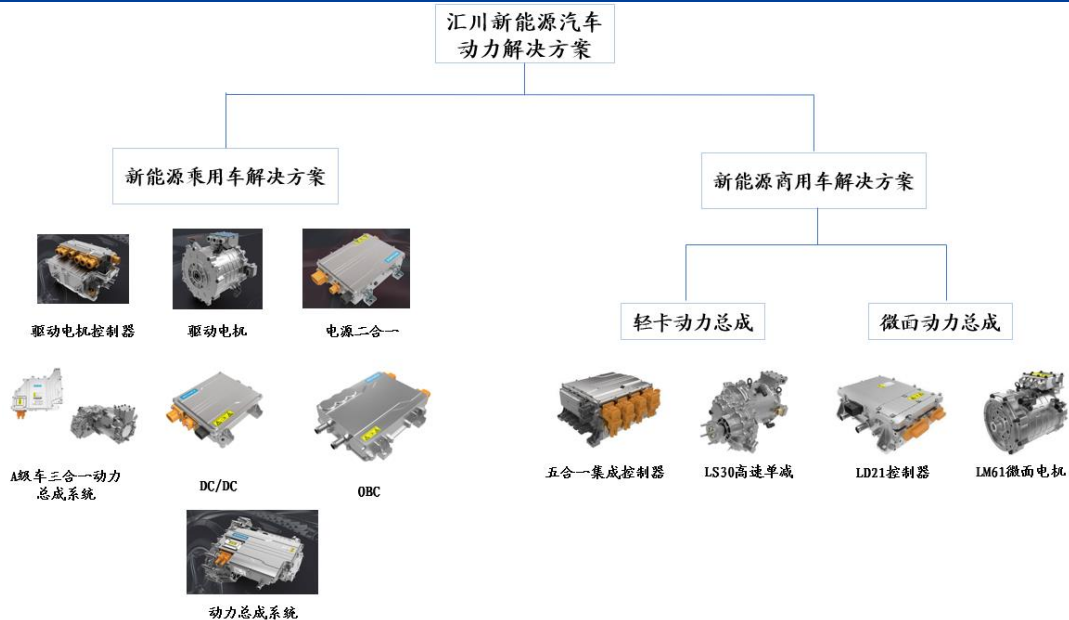 汇川新能源汽车
动力解决方案
新能源乘用车解决方案
新能源商用车解决方案
驱动电机控制器
驱动电机
电源二合一
轻卡动力总成
微面动力总成
A级车三合一动力
总成系统
DC/DC
OBC
五合一集成控制器
LS30高速单减
LD21控制器
LM61微面电机
动力总成系统